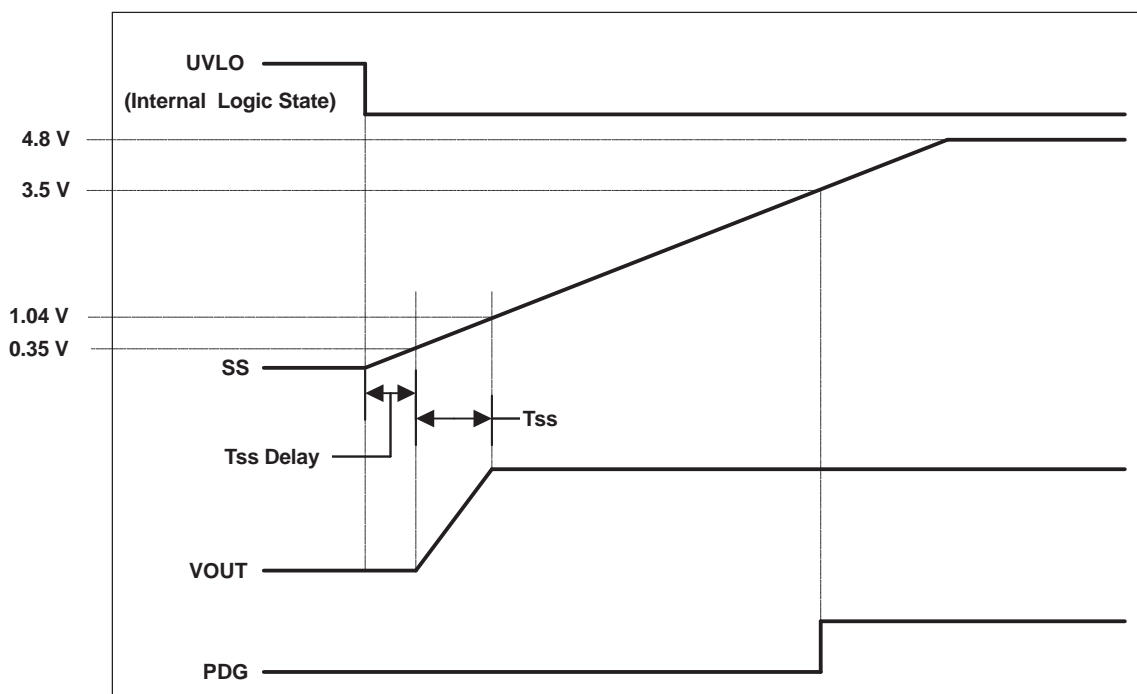 UVLO
(Internal Logic State)
4.8 V
3.5 V
1.04 V
0.35 V
SS
Tss
Tss Delay
VOUT
PDG